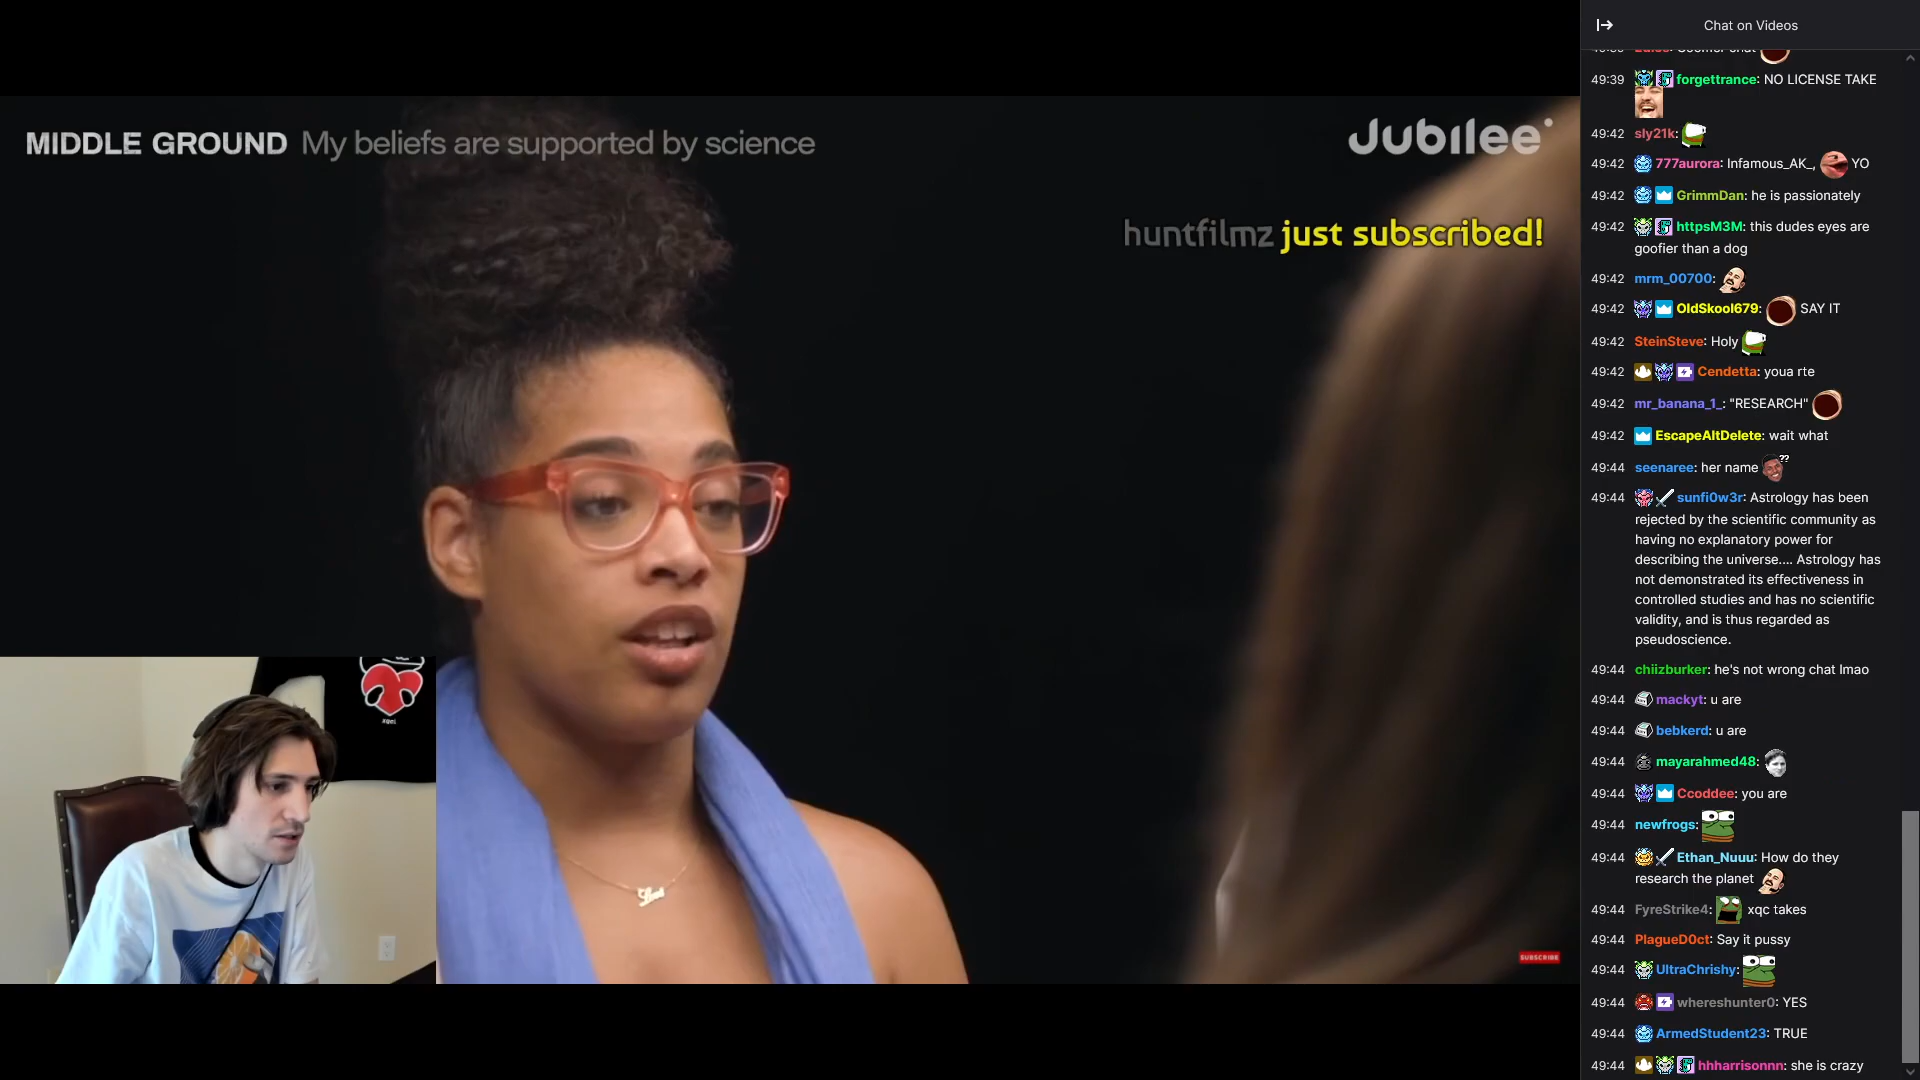 MIDDLE GROUND My beliefs are supported by science
Jubilee
huntfilmz just subscribed!
SUBSCRIBE
Chat on Videos
49:39 forgettrance: NO LICENSE TAKE
49:42 sly21k:
49:42 777aurora: Infamous_AK_, YO
49:42 GrimmDan: he is passionately
49:42 httpsM3M: this dudes eyes are
goofier than a dog
49:42 mrm_00700:
49:42 OldSkool679: SAY IT
49:42 SteinSteve: Holy
49:42 Cendetta: youa rte
49:42 mr_banana_1_: "RESEARCH"
49:42 EscapeAltDelete: wait what
49:44 seenaree: her name ??
49:44 sunfi0w3r: Astrology has been
rejected by the scientific community as
having no explanatory power for
describing the universe.... Astrology has
not demonstrated its effectiveness in
controlled studies and has no scientific
validity, and is thus regarded as
pseudoscience.
49:44 chiizburker: he's not wrong chat lmao
49:44 mackyt: u are
49:44 bebkerd: u are
49:44 mayarahmed48:
49:44 Ccoddee: you are
49:44 newfrogs:
49:44 Ethan_Nuuu: How do they
research the planet
49:44 FyreStrike4: xqc takes
49:44 PlagueD0ct: Say it pussy
49:44 UltraChrishy:
49:44 whereshunter0: YES
49:44 ArmedStudent23: TRUE
49:44 hhharrisonnn: she is crazy